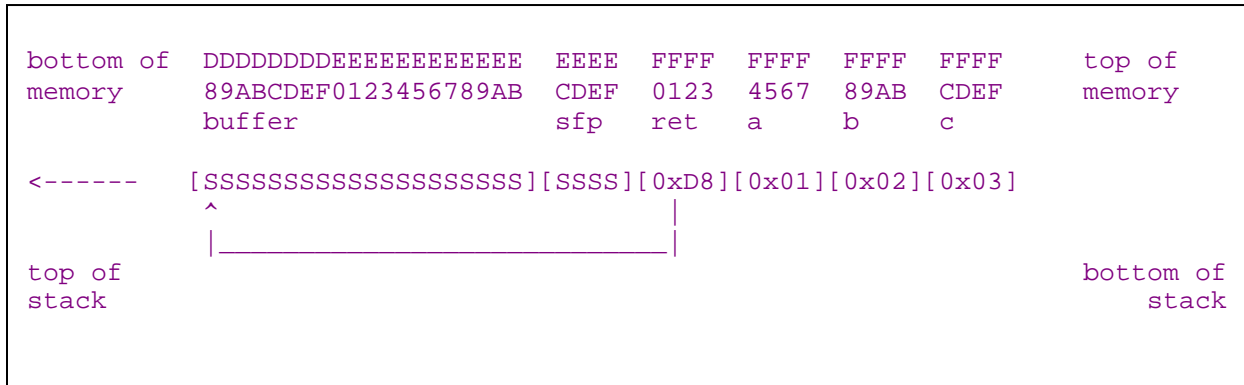 bottom of  DDDDDDDDEEEEEEEEEEEE  EEEE  FFFF  FFFF  FFFF  FFFF     top of
memory     89ABCDEF0123456789AB  CDEF  0123  4567  89AB  CDEF     memory
           buffer                sfp   ret   a     b     c
<------   [SSSSSSSSSSSSSSSSSSSS][SSSS][0xD8][0x01][0x02][0x03]
           ^                            |
           |____________________________|
top of                                                            bottom of
stack                                                                 stack